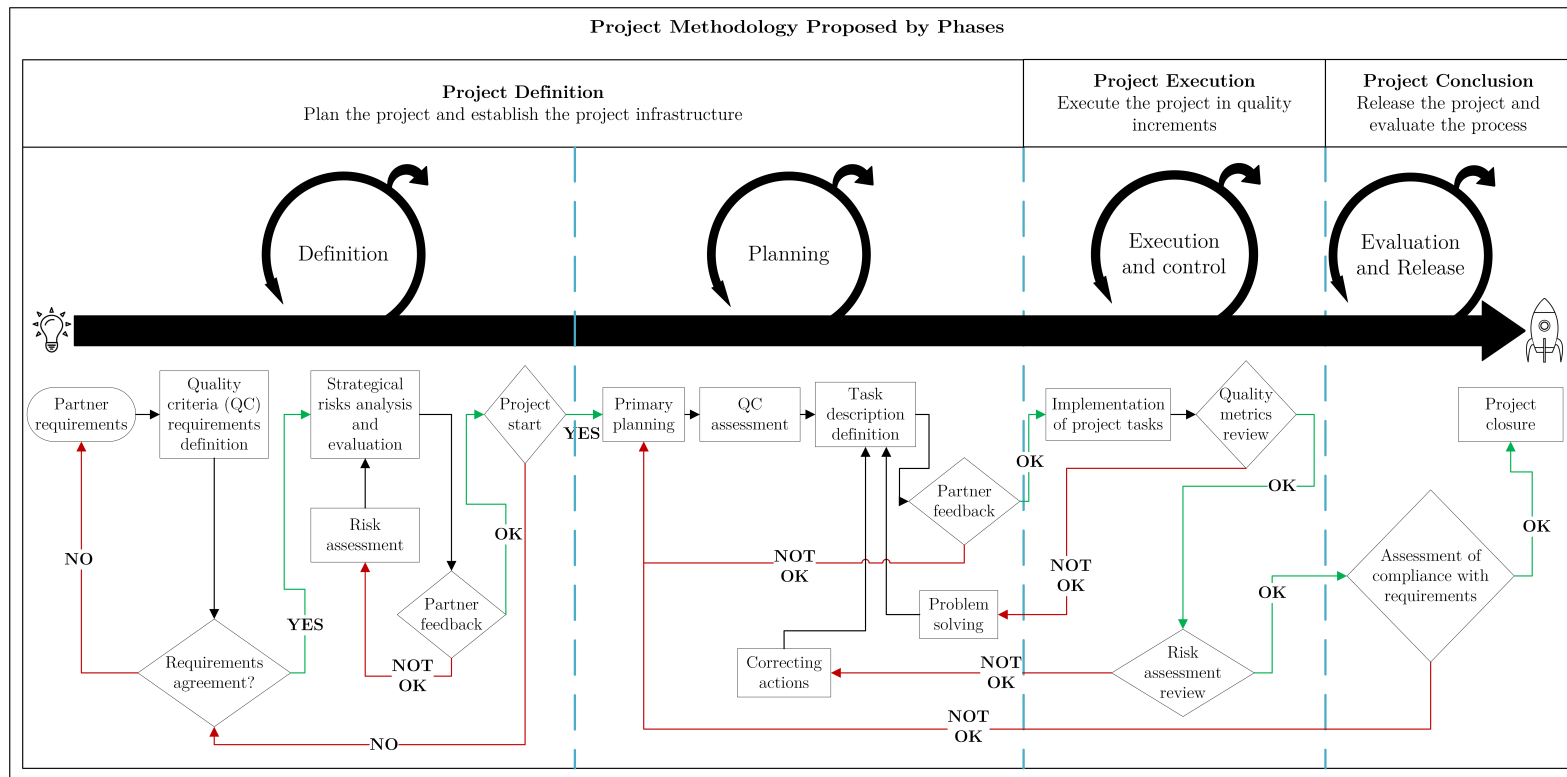 Project Methodology Proposed by Phases
Project Definition
Plan the project and establish the project infrastructure
Project Execution
Execute the project in quality
increments
Project Conclusion
Release the project and
evaluate the process
Definition
Planning
Execution
and control
Evaluation
and Release
Partner
requirements
Quality
criteria (QC)
requirements
definition
Strategical
risks analysis
and
evaluation
Project
start
YES
Primary
planning
QC
assessment
Task
description
definition
Implementation
of project tasks
Quality
metrics
review
Project
closure
OK
Partner
feedback
OK
Risk
assessment
OK
OK
NO
NOT
OK
NOT
OK
Assessment of
compliance with
requirements
OK
Partner
feedback
Problem
solving
YES
Requirements
agreement?
NOT
OK
Correcting
actions
NOT
OK
Risk
assessment
review
NOT
OK
NO